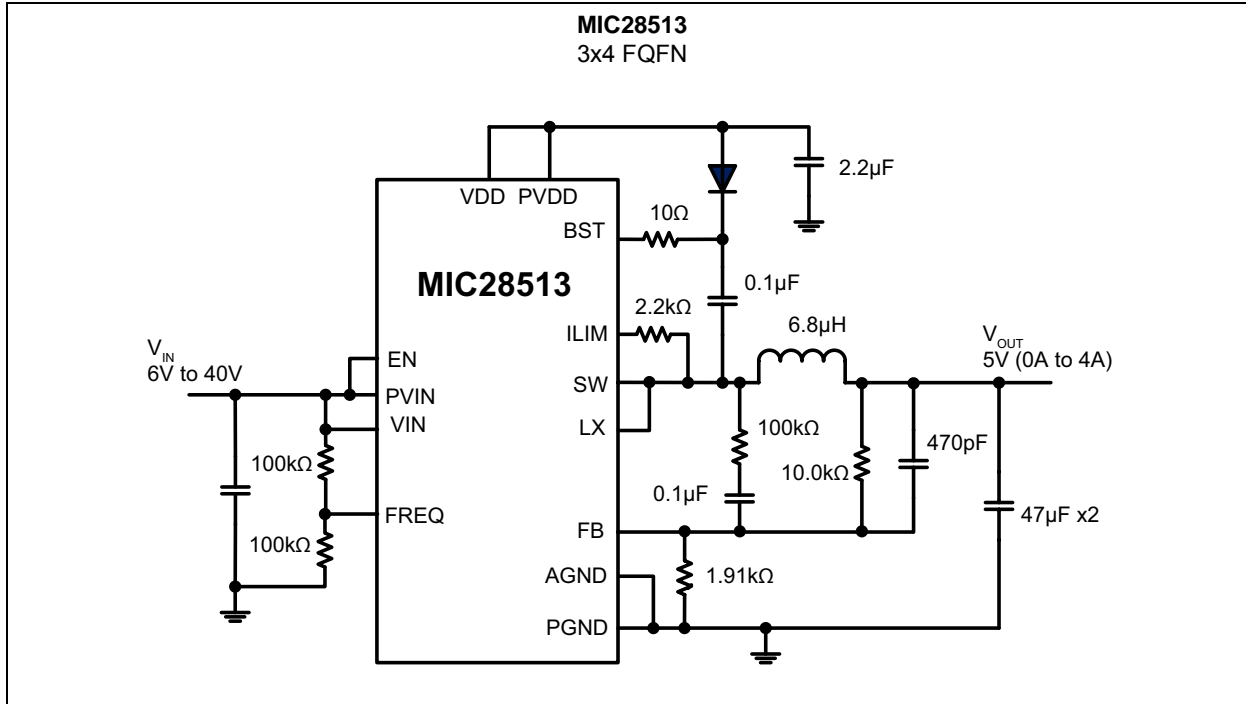 MIC28513
3x4 FQFN
VDD PVDD
2.2µF
10Ω
BST
MIC28513
0.1µF
2.2kΩ
6.8µH
ILIM
V_IN
6V to 40V
V_OUT
5V (0A to 4A)
EN
SW
PVIN
VIN
LX
100kΩ
100kΩ
470pF
10.0kΩ
0.1µF
47µF x2
FREQ
FB
100kΩ
AGND
1.91kΩ
PGND